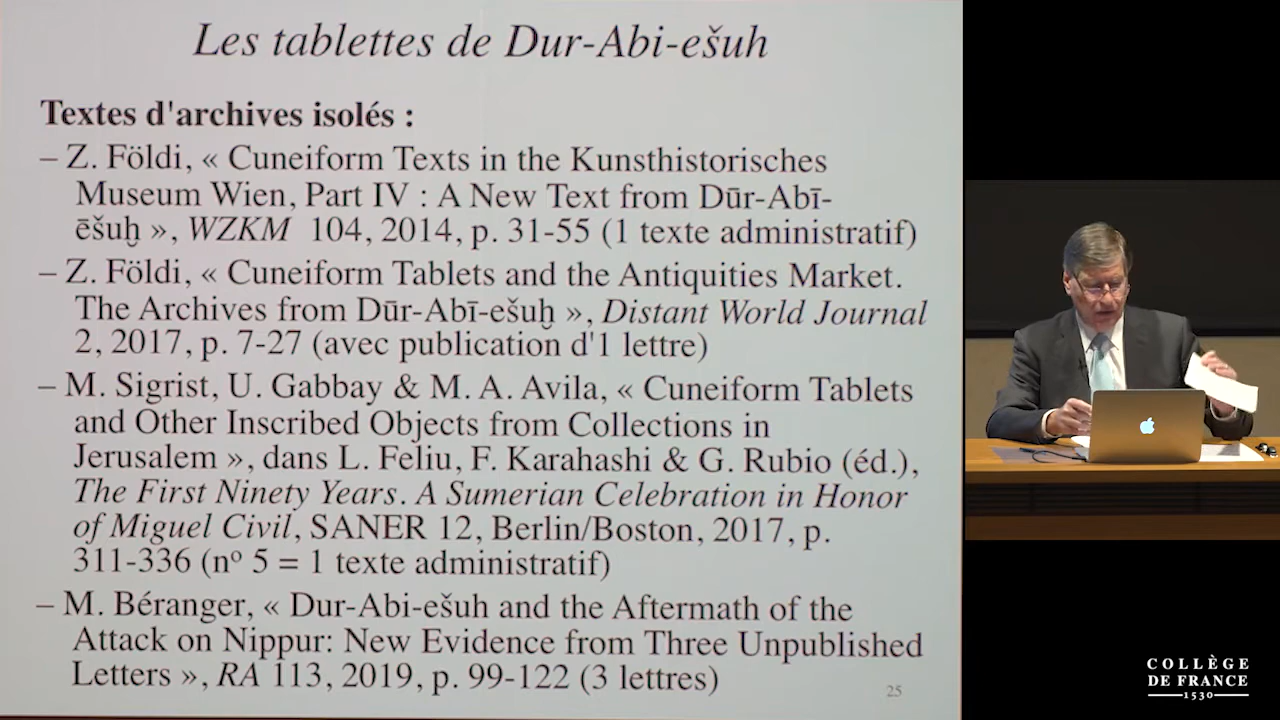 Les tablettes de Dur-Abi-ešuh
Textes d'archives isolés :
– Z. Földi, « Cuneiform Texts in the Kunsthistorisches
Museum Wien, Part IV : A New Text from Dūr-Abī-
ēšuḫ », WZKM 104, 2014, p. 31-55 (1 texte administratif)
– Z. Földi, « Cuneiform Tablets and the Antiquities Market.
The Archives from Dūr-Abī-ešuḫ », Distant World Journal
2, 2017, p. 7-27 (avec publication d'1 lettre)
– M. Sigrist, U. Gabbay & M. A. Avila, « Cuneiform Tablets
and Other Inscribed Objects from Collections in
Jerusalem », dans L. Feliu, F. Karahashi & G. Rubio (éd.),
The First Ninety Years. A Sumerian Celebration in Honor
of Miguel Civil, SANER 12, Berlin/Boston, 2017, p.
311-336 (nº 5 = 1 texte administratif)
– M. Béranger, « Dur-Abi-ešuh and the Aftermath of the
Attack on Nippur: New Evidence from Three Unpublished
Letters », RA 113, 2019, p. 99-122 (3 lettres)
25
COLLÈGE
DE FRANCE
1530